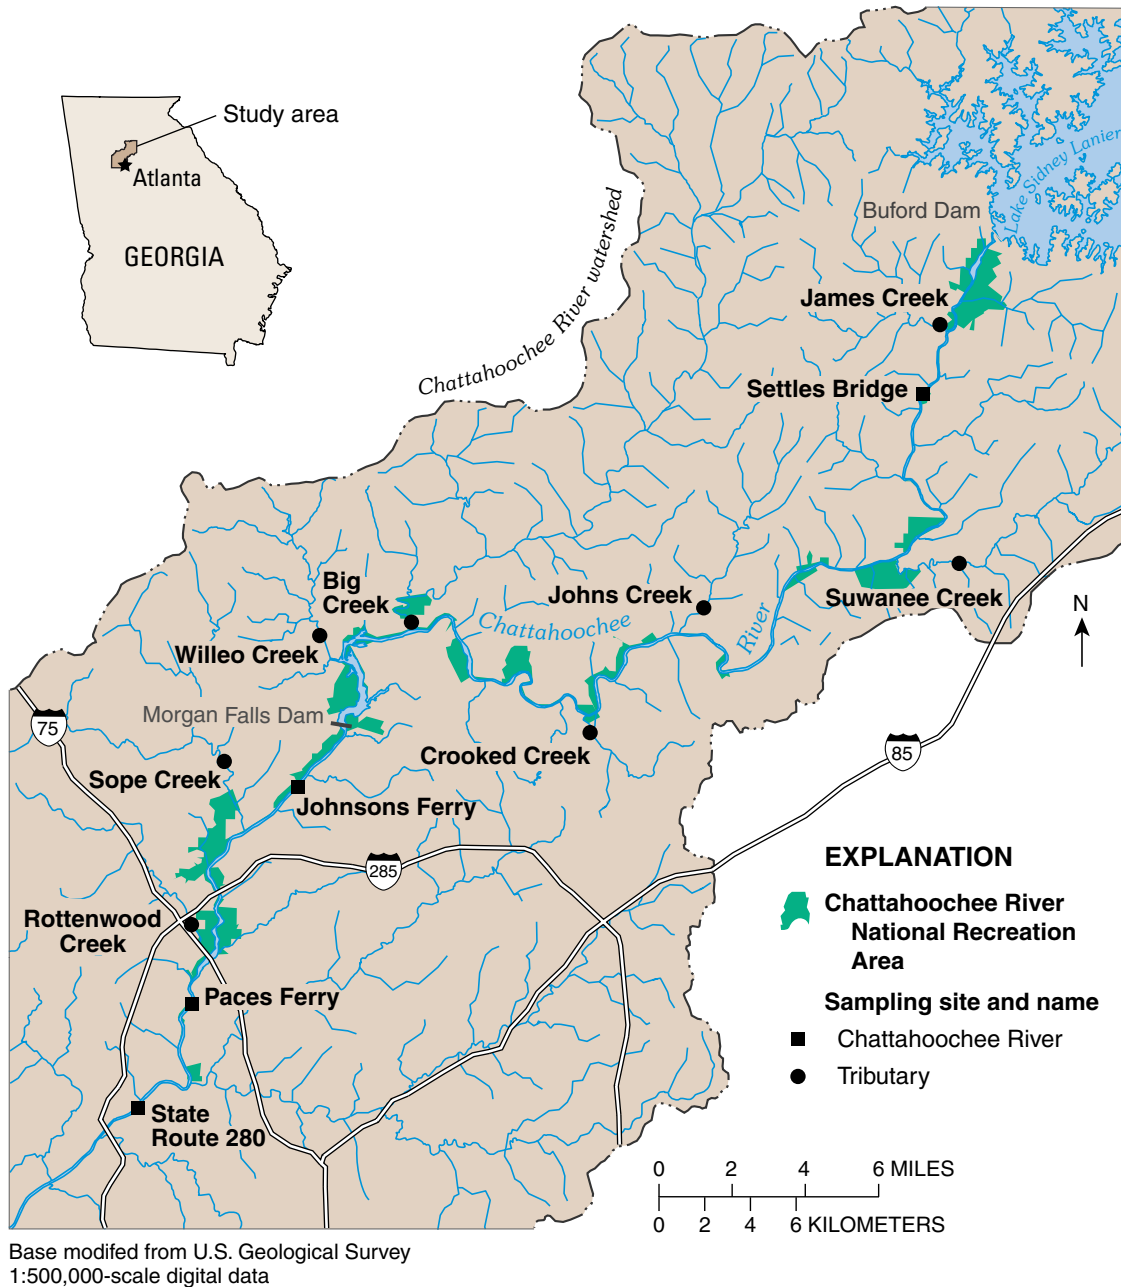 Study area
Atlanta
GEORGIA
Chattahoochee River watershed
Lake Sidney Lanier
Buford Dam
James Creek
Settles Bridge
Big
Creek
Johns Creek
Chattahoochee
River
Suwanee Creek
N
Willeo Creek
Morgan Falls Dam
75
85
Crooked Creek
Sope Creek
Johnsons Ferry
285
Rottenwood
Creek
Paces Ferry
State
Route 280
EXPLANATION
Chattahoochee River
National Recreation
Area
Sampling site and name
Chattahoochee River
Tributary
0 2 4 6 MILES
0 2 4 6 KILOMETERS
Base modifed from U.S. Geological Survey
1:500,000-scale digital data